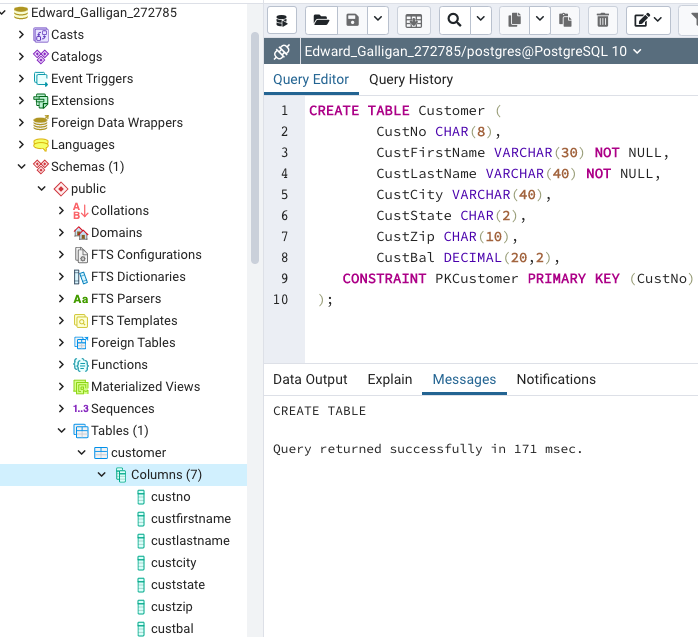 Edward_Galligan_272785
Casts
Catalogs
Event Triggers
Extensions
Foreign Data Wrappers
Languages
Schemas (1)
public
Collations
Domains
FTS Configurations
FTS Dictionaries
Aa FTS Parsers
FTS Templates
Foreign Tables
Functions
Materialized Views
1..3 Sequences
Tables (1)
customer
Columns (7)
custno
custfirstname
custlastname
custcity
custstate
custzip
custbal
Edward_Galligan_272785/postgres@PostgreSQL 10
Query Editor Query History
1 CREATE TABLE Customer (
2 CustNo CHAR(8),
3 CustFirstName VARCHAR(30) NOT NULL,
4 CustLastName VARCHAR(40) NOT NULL,
5 CustCity VARCHAR(40),
6 CustState CHAR(2),
7 CustZip CHAR(10),
8 CustBal DECIMAL(20,2),
9 CONSTRAINT PKCustomer PRIMARY KEY (CustNo)
10 );
Data Output Explain Messages Notifications
CREATE TABLE
Query returned successfully in 171 msec.